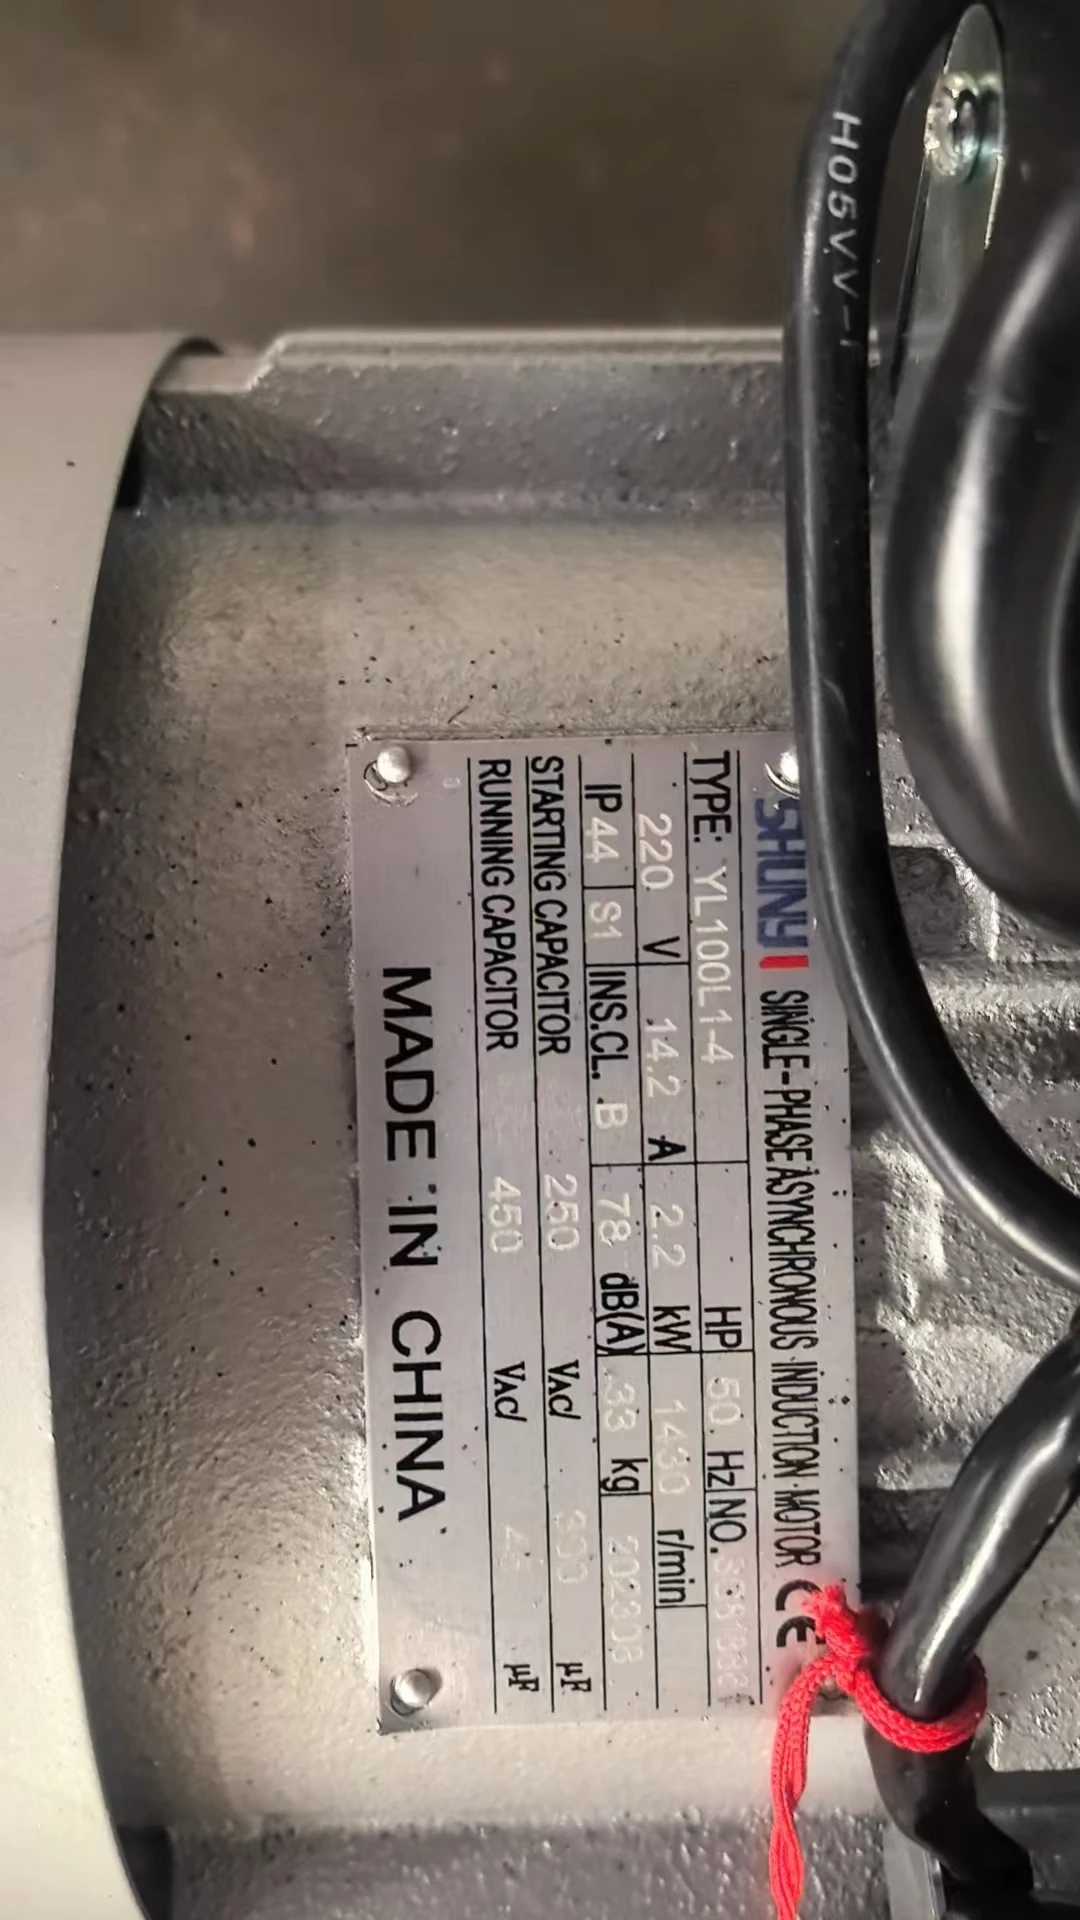 H05VV-
SHUNYI SINGLE-PHASE ASYNCHRONOUS INDUCTION MOTOR CE
TYPE: YL100L1-4 HP 50 Hz NO.
220 V 14.2 A 2.2 kW 1430 r/min
IP 44 S1 INS.CL. B 78 dB(A) 33 kg 202308
STARTING CAPACITOR 250 VAC/ 300 μF
RUNNING CAPACITOR 450 VAC/ μF
MADE IN CHINA